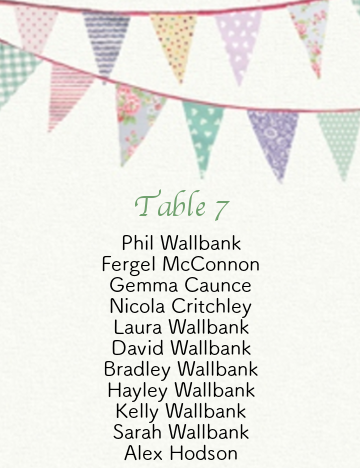 Table 7
Phil Wallbank
Fergel McConnon
Gemma Caunce
Nicola Critchley
Laura Wallbank
David Wallbank
Bradley Wallbank
Hayley Wallbank
Kelly Wallbank
Sarah Wallbank
Alex Hodson